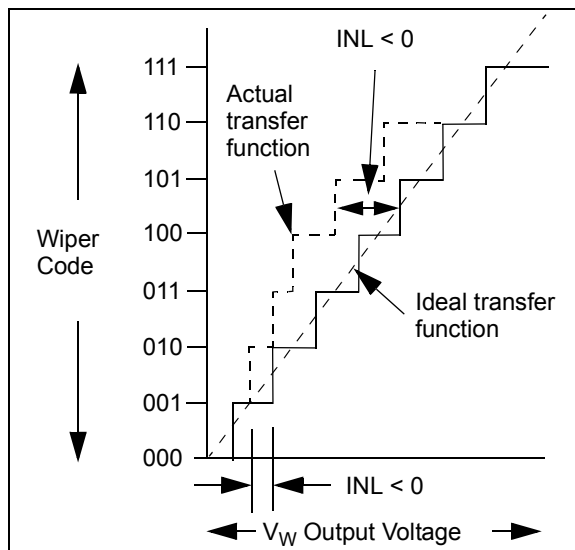 INL < 0
111
Actual
transfer
function
110
101
Wiper
Code
100
011
Ideal transfer
function
010
001
000
INL < 0
VW Output Voltage